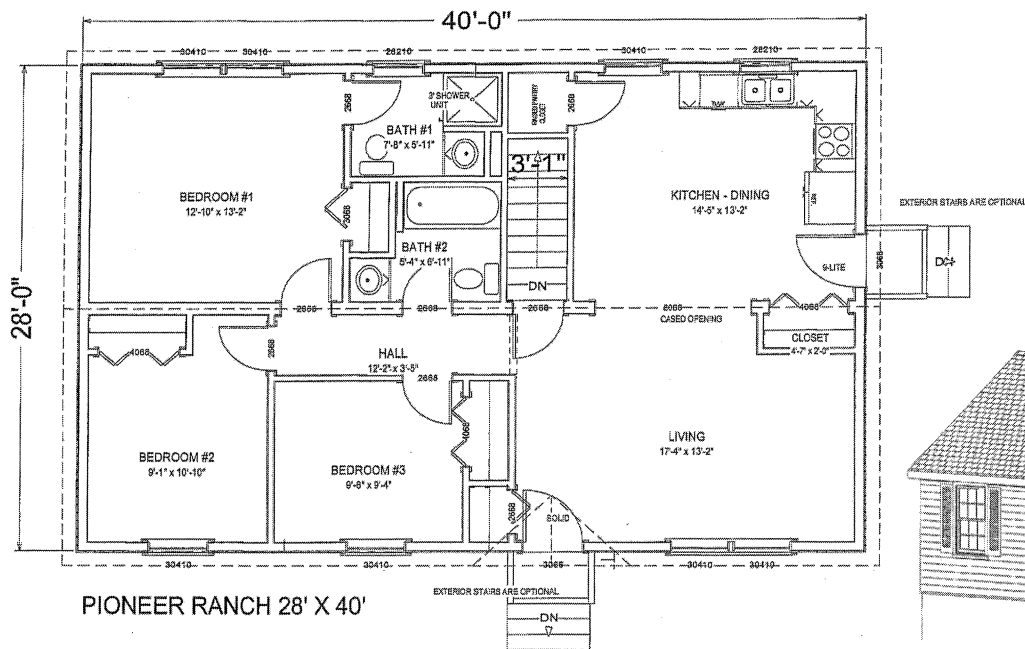 40'-0"
30410 30410 28210 30410 28210
28'-0"
2668
3' SHOWER
UNIT
BATH #1
7'-8" x 5'-11"
2668
3'-1"
BEDROOM #1
12'-10" x 13'-2"
3068
KITCHEN - DINING
14'-5" x 13'-2"
REF
EXTERIOR STAIRS ARE OPTIONAL
BATH #2
5'-4" x 6'-11"
9-LITE
3068
DN
DN
2668
2668
2668
6068
CASED OPENING
4068
CLOSET
4'-7" x 2'-0"
4068
2668
HALL
12'-2" x 3'-5"
2668
4068
BEDROOM #2
9'-1" x 10'-10"
BEDROOM #3
9'-6" x 9'-4"
LIVING
17'-4" x 13'-2"
2668
SOLID
30410
30410
3068
30410 30410
EXTERIOR STAIRS ARE OPTIONAL
DN
PIONEER RANCH 28' X 40'